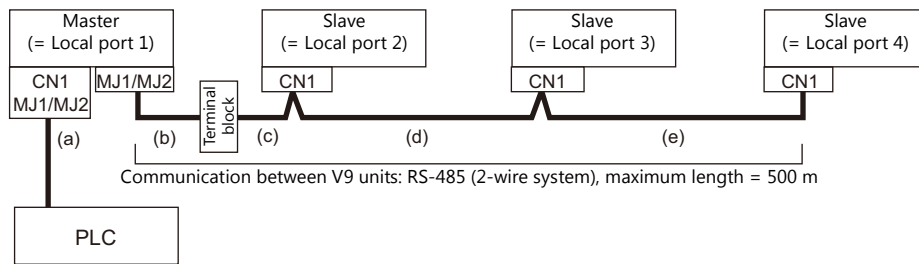 Master
(= Local port 1)
Slave
(= Local port 2)
Slave
(= Local port 3)
Slave
(= Local port 4)
CN1
MJ1/MJ2
MJ1/MJ2
CN1
CN1
CN1
Terminal
block
(a)
(b)
(c)
(d)
(e)
Communication between V9 units: RS-485 (2-wire system), maximum length = 500 m
PLC